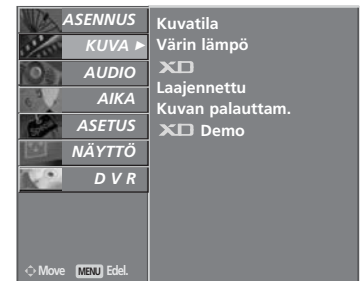 ASENNUS
KUVA ►
AUDIO
AIKA
ASETUS
NÄYTTÖ
D V R
Kuvatila
Värin lämpö
XD
Laajennettu
Kuvan palauttam.
XD Demo
Move MENU Edel.